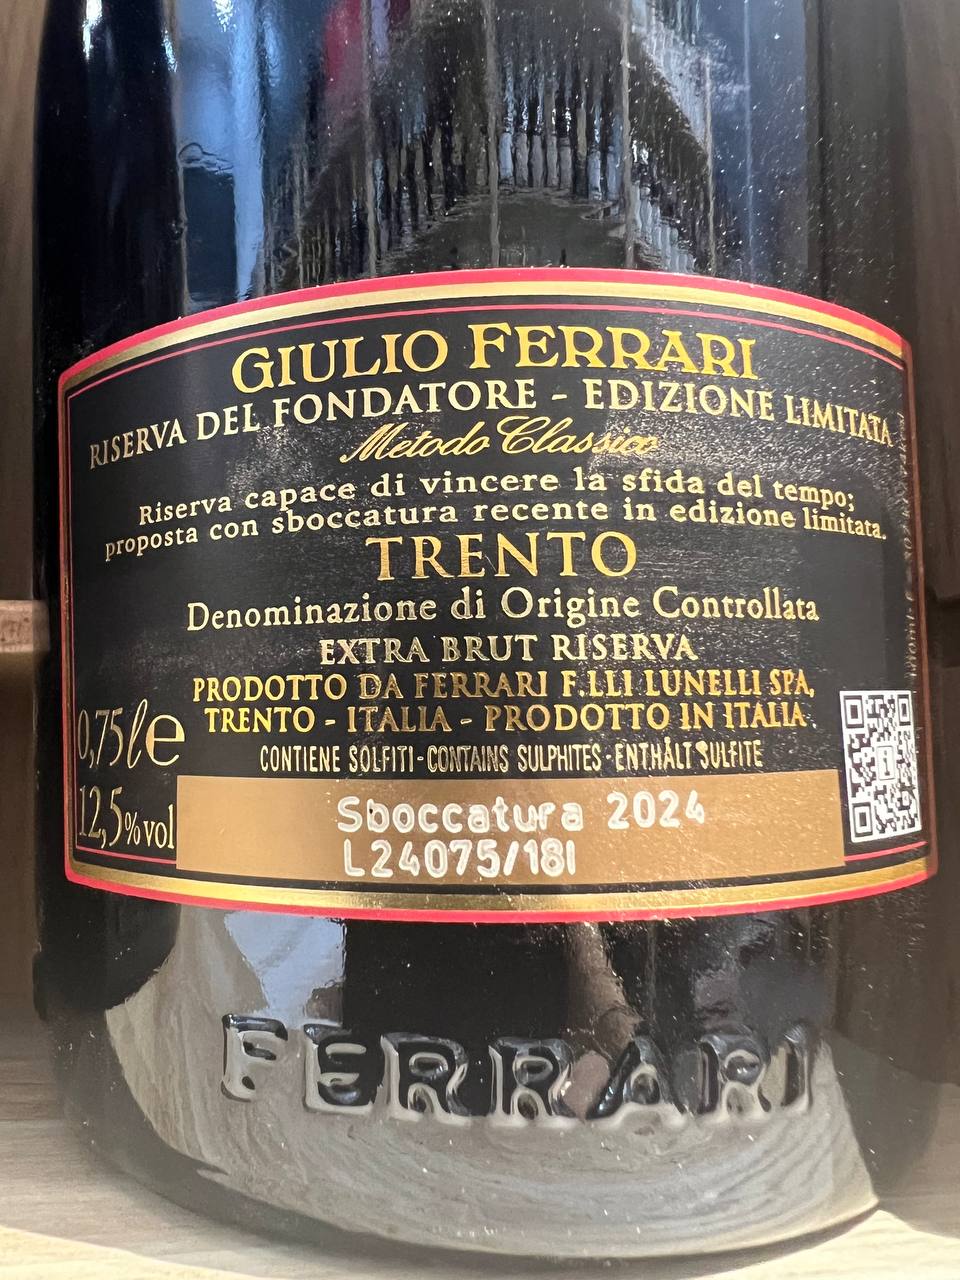 GIULIO FERRARI
RISERVA DEL FONDATORE - EDIZIONE LIMITATA
Metodo Classico
Riserva capace di vincere la sfida del tempo;
proposta con sboccatura recente in edizione limitata.
TRENTO
Denominazione di Origine Controllata
EXTRA BRUT RISERVA
PRODOTTO DA FERRARI F.LLI LUNELLI SPA,
TRENTO - ITALIA - PRODOTTO IN ITALIA
CONTIENE SOLFITI - CONTAINS SULPHITES - ENTHÄLT SULFITE
0,75 l e
12,5% vol
Sboccatura 2024
L24075/18I
FERRARI